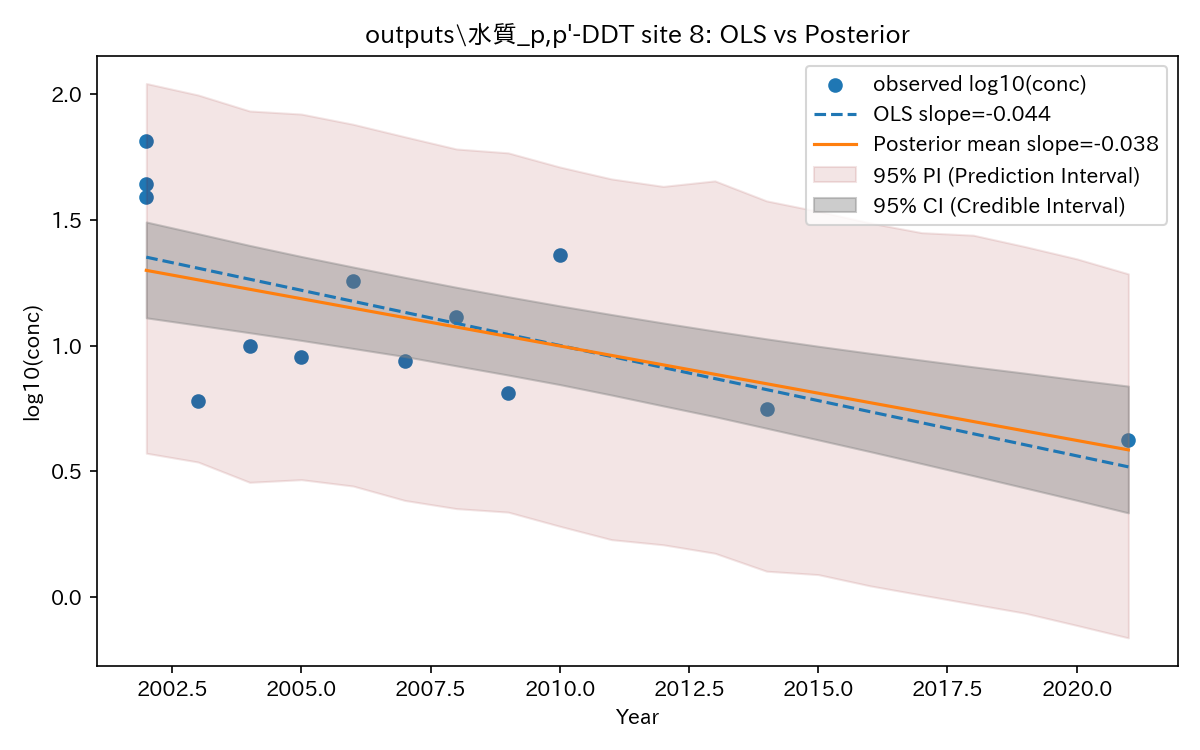 outputs\水質_p,p'-DDT site 8: OLS vs Posterior
observed log10(conc)
OLS slope=-0.044
Posterior mean slope=-0.038
95% PI (Prediction Interval)
95% CI (Credible Interval)
log10(conc)
2.0
1.5
1.0
0.5
0.0
2002.5 2005.0 2007.5 2010.0 2012.5 2015.0 2017.5 2020.0
Year